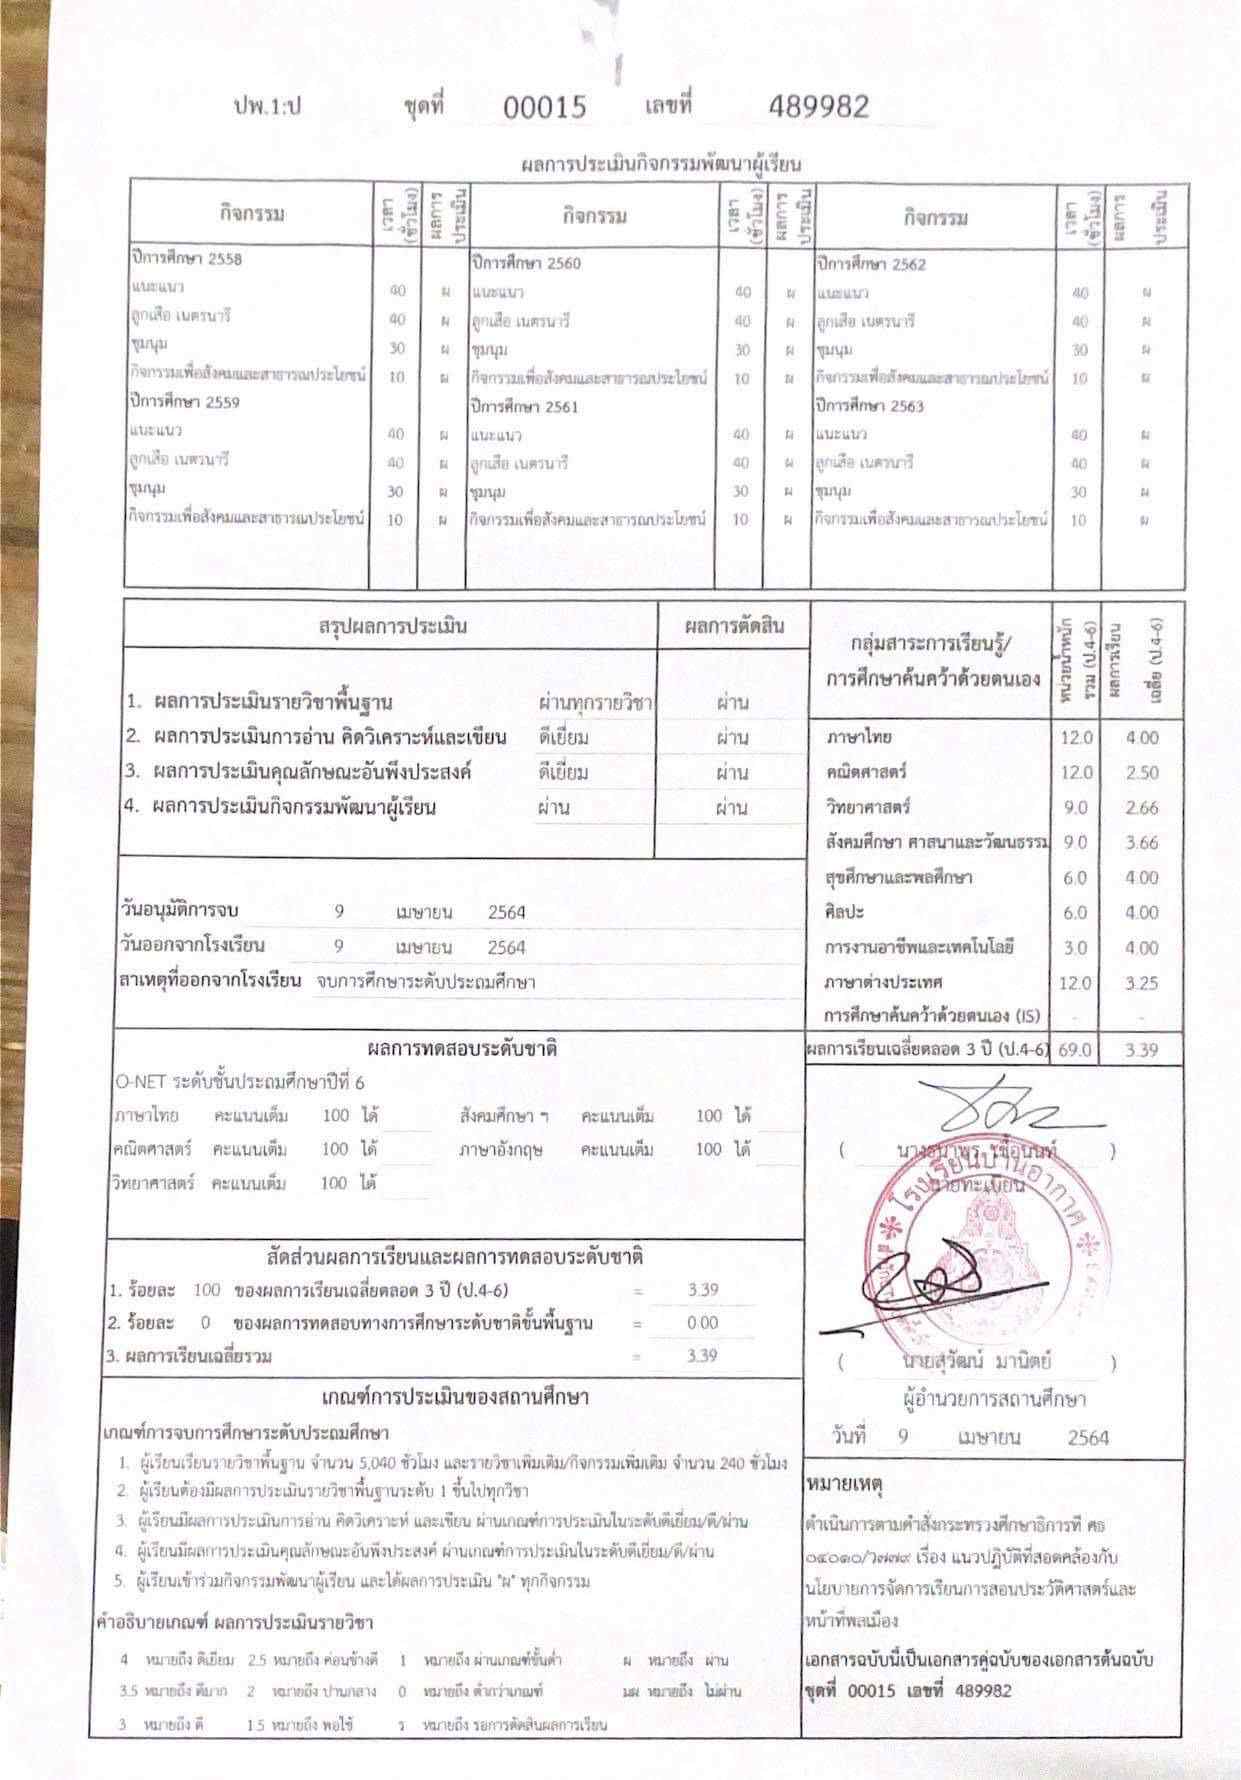 ปพ.1:ป ชุดที่ 00015 เลขที่ 489982
ผลการประเมินกิจกรรมพัฒนาผู้เรียน
กิจกรรม เวลา (ชั่วโมง) ผลการประเมิน กิจกรรม เวลา (ชั่วโมง) ผลการประเมิน กิจกรรม เวลา (ชั่วโมง) ผลการประเมิน
ปีการศึกษา 2558 ปีการศึกษา 2560 ปีการศึกษา 2562
แนะแนว 40 ผ แนะแนว 40 ผ แนะแนว 40 ผ
ลูกเสือ เนตรนารี 40 ผ ลูกเสือ เนตรนารี 40 ผ ลูกเสือ เนตรนารี 40 ผ
ชุมนุม 30 ผ ชุมนุม 30 ผ ชุมนุม 30 ผ
กิจกรรมเพื่อสังคมและสาธารณประโยชน์ 10 ผ กิจกรรมเพื่อสังคมและสาธารณประโยชน์ 10 ผ กิจกรรมเพื่อสังคมและสาธารณประโยชน์ 10 ผ
ปีการศึกษา 2559 ปีการศึกษา 2561 ปีการศึกษา 2563
แนะแนว 40 ผ แนะแนว 40 ผ แนะแนว 40 ผ
ลูกเสือ เนตรนารี 40 ผ ลูกเสือ เนตรนารี 40 ผ ลูกเสือ เนตรนารี 40 ผ
ชุมนุม 30 ผ ชุมนุม 30 ผ ชุมนุม 30 ผ
กิจกรรมเพื่อสังคมและสาธารณประโยชน์ 10 ผ กิจกรรมเพื่อสังคมและสาธารณประโยชน์ 10 ผ กิจกรรมเพื่อสังคมและสาธารณประโยชน์ 10 ผ
สรุปผลการประเมิน ผลการตัดสิน
1. ผลการประเมินรายวิชาพื้นฐาน ผ่านทุกรายวิชา ผ่าน
2. ผลการประเมินการอ่าน คิดวิเคราะห์และเขียน ดีเยี่ยม ผ่าน
3. ผลการประเมินคุณลักษณะอันพึงประสงค์ ดีเยี่ยม ผ่าน
4. ผลการประเมินกิจกรรมพัฒนาผู้เรียน ผ่าน ผ่าน
วันอนุมัติการจบ 9 เมษายน 2564
วันออกจากโรงเรียน 9 เมษายน 2564
สาเหตุที่ออกจากโรงเรียน จบการศึกษาระดับประถมศึกษา
กลุ่มสาระการเรียนรู้/
การศึกษาค้นคว้าด้วยตนเอง
หน่วยน้ำหนัก
รวม (ป.4-6)
ผลการเรียน
เฉลี่ย (ป.4-6)
ภาษาไทย 12.0 4.00
คณิตศาสตร์ 12.0 2.50
วิทยาศาสตร์ 9.0 2.66
สังคมศึกษา ศาสนาและวัฒนธรรม 9.0 3.66
สุขศึกษาและพลศึกษา 6.0 4.00
ศิลปะ 6.0 4.00
การงานอาชีพและเทคโนโลยี 3.0 4.00
ภาษาต่างประเทศ 12.0 3.25
การศึกษาค้นคว้าด้วยตนเอง (IS) - -
ผลการเรียนเฉลี่ยตลอด 3 ปี (ป.4-6) 69.0 3.39
ผลการทดสอบระดับชาติ
O-NET ระดับชั้นประถมศึกษาปีที่ 6
ภาษาไทย คะแนนเต็ม 100 ได้ สังคมศึกษา ฯ คะแนนเต็ม 100 ได้
คณิตศาสตร์ คะแนนเต็ม 100 ได้ ภาษาอังกฤษ คะแนนเต็ม 100 ได้
วิทยาศาสตร์ คะแนนเต็ม 100 ได้
สัดส่วนผลการเรียนและผลการทดสอบระดับชาติ
1. ร้อยละ 100 ของผลการเรียนเฉลี่ยตลอด 3 ปี (ป.4-6) = 3.39
2. ร้อยละ 0 ของผลการทดสอบทางการศึกษาระดับชาติขั้นพื้นฐาน = 0.00
3. ผลการเรียนเฉลี่ยรวม = 3.39
เกณฑ์การประเมินของสถานศึกษา
เกณฑ์การจบการศึกษาระดับประถมศึกษา
1. ผู้เรียนเรียนรายวิชาพื้นฐาน จำนวน 5,040 ชั่วโมง และรายวิชาเพิ่มเติม/กิจกรรมเพิ่มเติม จำนวน 240 ชั่วโมง
2. ผู้เรียนต้องมีผลการประเมินรายวิชาพื้นฐานระดับ 1 ขึ้นไปทุกวิชา
3. ผู้เรียนมีผลการประเมินการอ่าน คิดวิเคราะห์ และเขียน ผ่านเกณฑ์การประเมินในระดับดีเยี่ยม/ดี/ผ่าน
4. ผู้เรียนมีผลการประเมินคุณลักษณะอันพึงประสงค์ ผ่านเกณฑ์การประเมินในระดับดีเยี่ยม/ดี/ผ่าน
5. ผู้เรียนเข้าร่วมกิจกรรมพัฒนาผู้เรียน และได้ผลการประเมิน "ผ" ทุกกิจกรรม
คำอธิบายเกณฑ์ ผลการประเมินรายวิชา
4 หมายถึง ดีเยี่ยม 2.5 หมายถึง ค่อนข้างดี 1 หมายถึง ผ่านเกณฑ์ขั้นต่ำ ผ หมายถึง ผ่าน
3.5 หมายถึง ดีมาก 2 หมายถึง ปานกลาง 0 หมายถึง ต่ำกว่าเกณฑ์ มผ หมายถึง ไม่ผ่าน
3 หมายถึง ดี 1.5 หมายถึง พอใช้ ร หมายถึง รอการตัดสินผลการเรียน
( )
นายทะเบียน
โรงเรียนบ้านอากาศ
( นายสุวัฒน์ มานิตย์ )
ผู้อำนวยการสถานศึกษา
วันที่ 9 เมษายน 2564
หมายเหตุ
ดำเนินการตามคำสั่งกระทรวงศึกษาธิการที่ ศธ
๐๔๐๑๐/ว๗๗๙ เรื่อง แนวปฏิบัติที่สอดคล้องกับ
นโยบายการจัดการเรียนการสอนประวัติศาสตร์และ
หน้าที่พลเมือง
เอกสารฉบับนี้เป็นเอกสารคู่ฉบับของเอกสารต้นฉบับ
ชุดที่ 00015 เลขที่ 489982